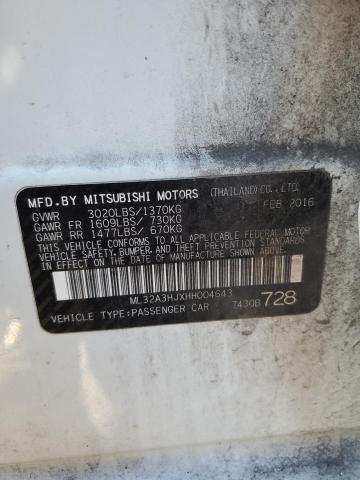 MFD.BY MITSUBISHI MOTORS (THAILAND) CO., LTD.
GVWR 3020LBS/1370KG FEB 2016
GAWR FR 1609LBS/ 730KG
GAWR RR 1477LBS/ 670KG
THIS VEHICLE CONFORMS TO ALL APPLICABLE U.S. FEDERAL MOTOR
VEHICLE SAFETY, BUMPER, AND THEFT PREVENTION STANDARDS
IN EFFECT ON THE DATE OF MANUFACTURE SHOWN ABOVE.
ML32A3HJXHH004643
VEHICLE TYPE:PASSENGER CAR 7430B 728